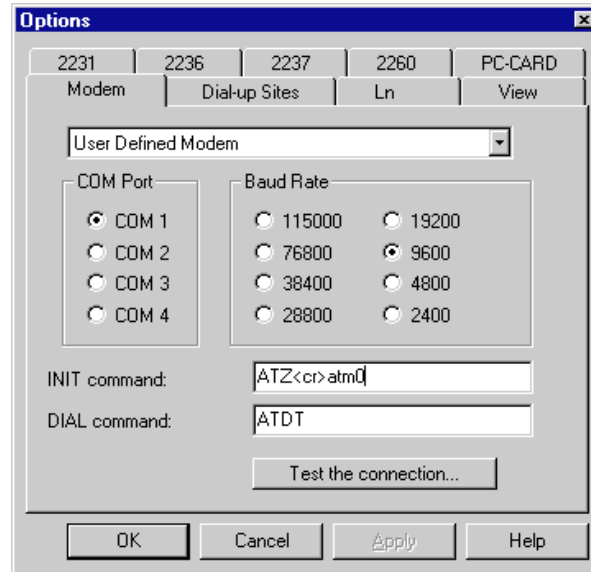 Options
2231 2236 2237 2260 PC-CARD
Modem Dial-up Sites Ln View
User Defined Modem
COM Port Baud Rate
COM 1 115000 19200
COM 2 76800 9600
COM 3 38400 4800
COM 4 28800 2400
INIT command: ATZ<cr>atm0
DIAL command: ATDT
Test the connection...
OK Cancel Apply Help